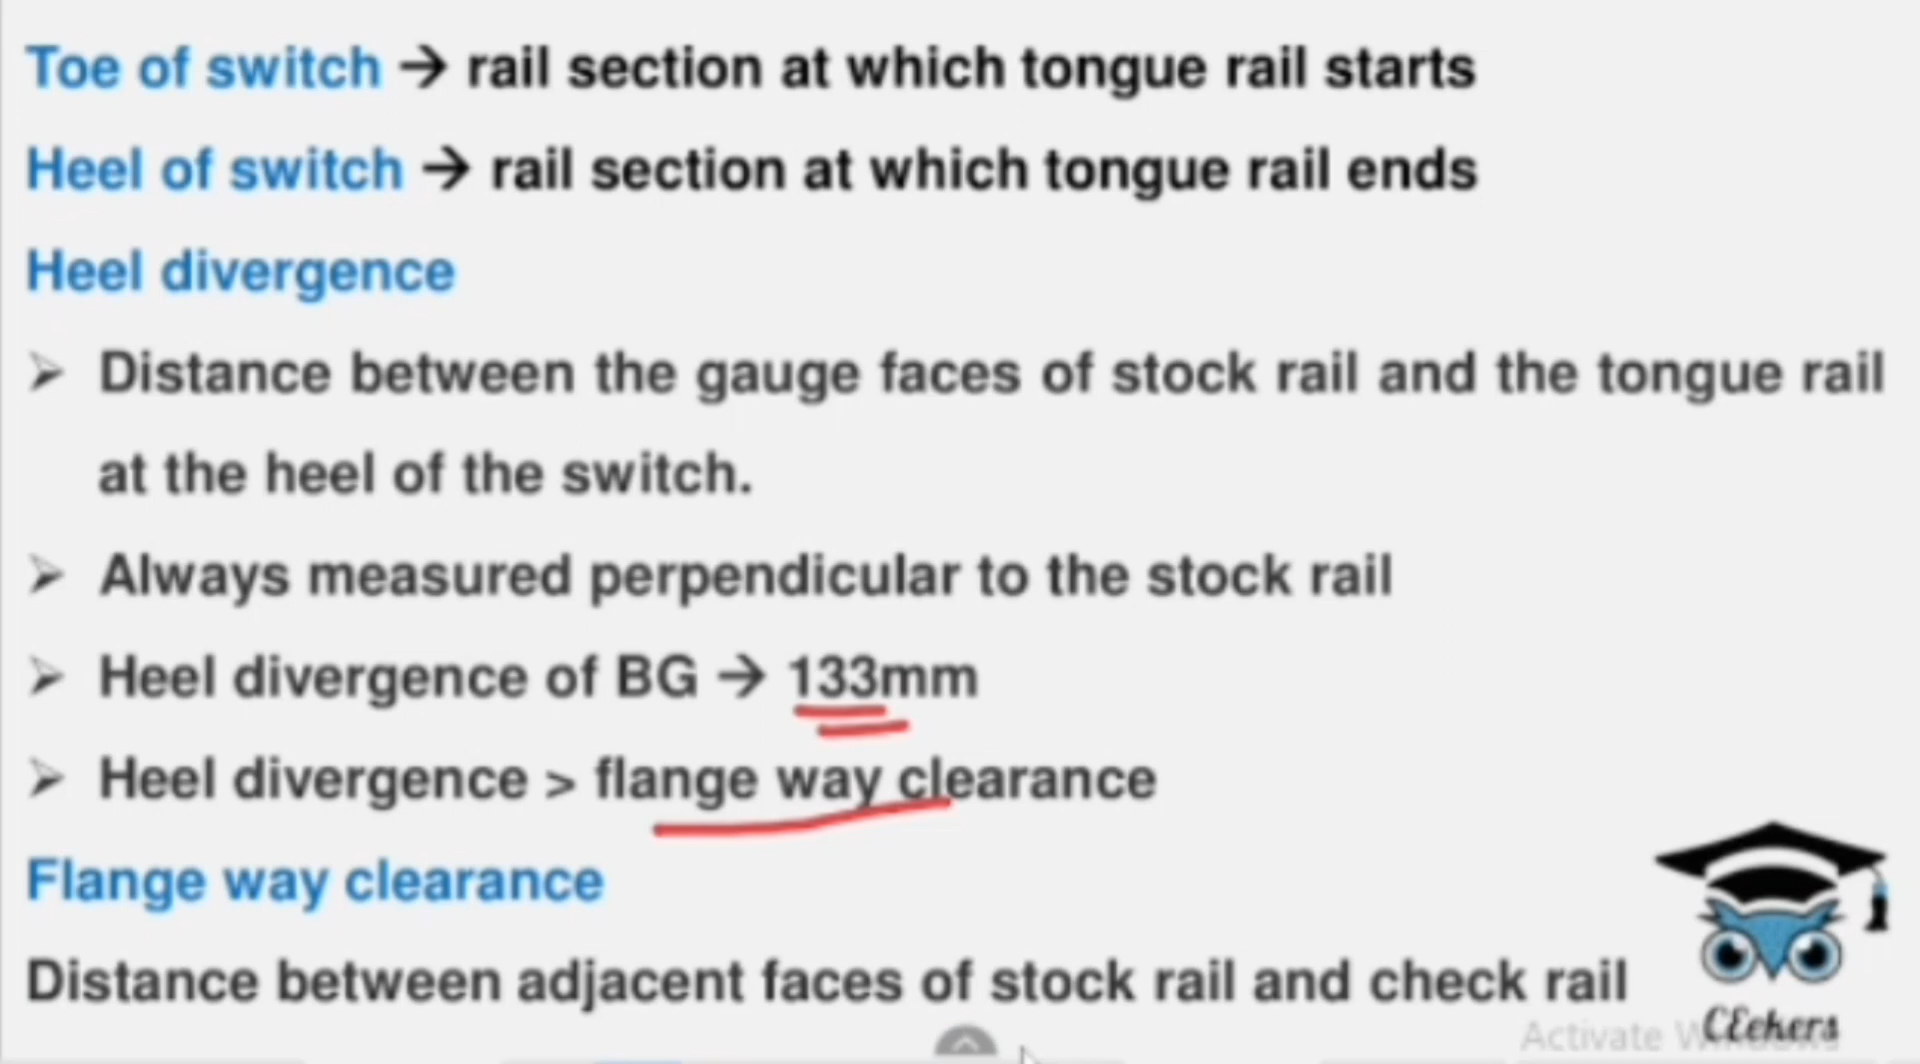 Toe of switch → rail section at which tongue rail starts
Heel of switch → rail section at which tongue rail ends
Heel divergence
➢ Distance between the gauge faces of stock rail and the tongue rail
at the heel of the switch.
➢ Always measured perpendicular to the stock rail
➢ Heel divergence of BG → 133mm
➢ Heel divergence > flange way clearance
Flange way clearance
Distance between adjacent faces of stock rail and check rail
Activate
CEekers